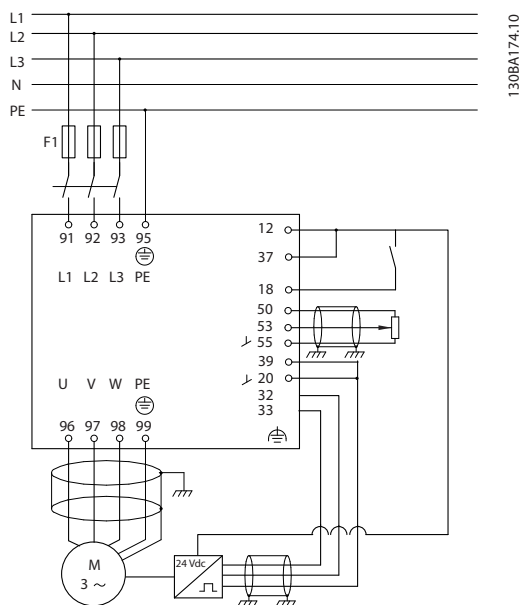 L1
L2
L3
N
PE
130BA174.10
F1
91 92 93 95
L1 L2 L3 PE
12
37
18
50
53
55
39
20
32
33
U V W PE
96 97 98 99
M
3 ~
24 Vdc